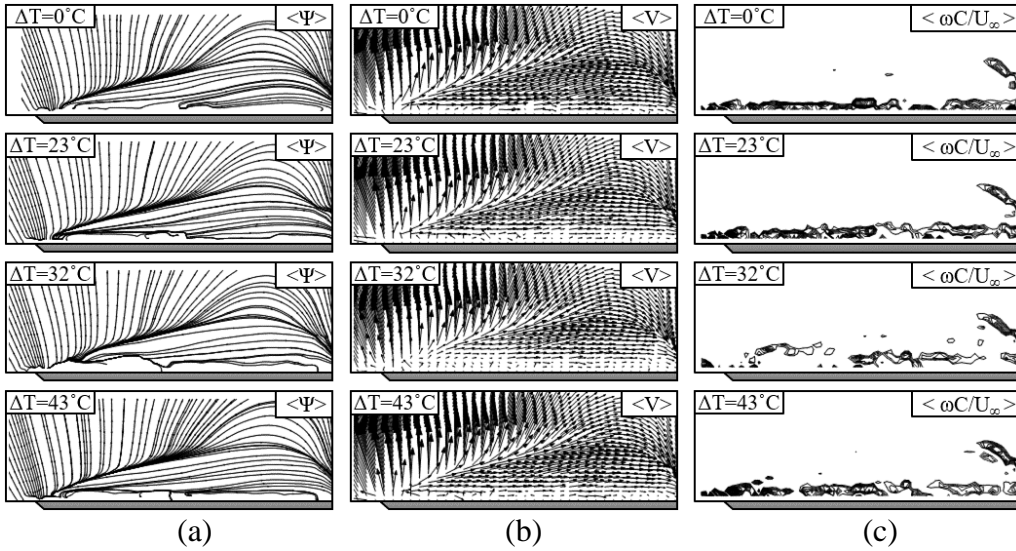 ΔT=0˚C <Ψ> ΔT=0˚C <V> ΔT=0˚C < ωC/U∞>
ΔT=23˚C <Ψ> ΔT=23˚C <V> ΔT=23˚C < ωC/U∞>
ΔT=32˚C <Ψ> ΔT=32˚C <V> ΔT=32˚C < ωC/U∞>
ΔT=43˚C <Ψ> ΔT=43˚C <V> ΔT=43˚C < ωC/U∞>
(a) (b) (c)